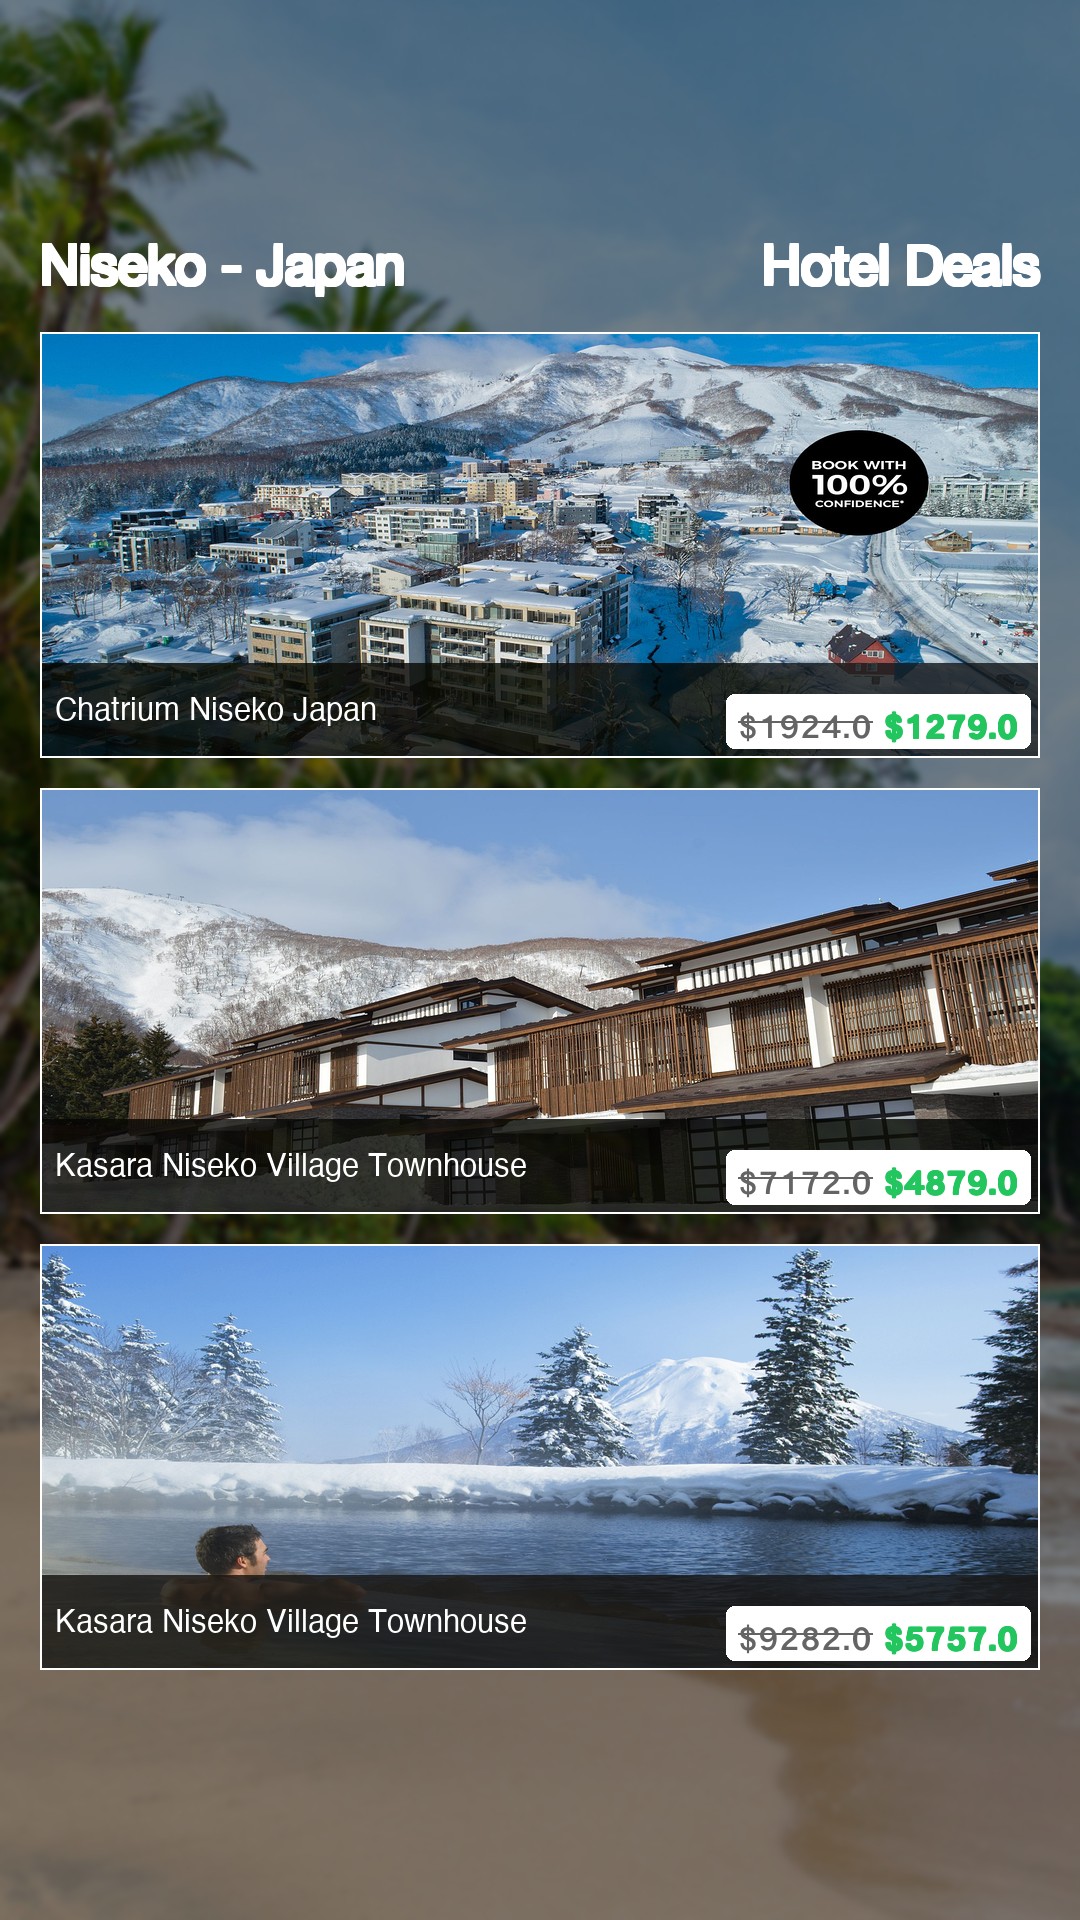 Niseko - Japan
Hotel Deals
BOOK WITH
100%
CONFIDENCE*
Chatrium Niseko Japan
$1924.0 $1279.0
Kasara Niseko Village Townhouse
$7172.0 $4879.0
Kasara Niseko Village Townhouse
$9282.0 $5757.0